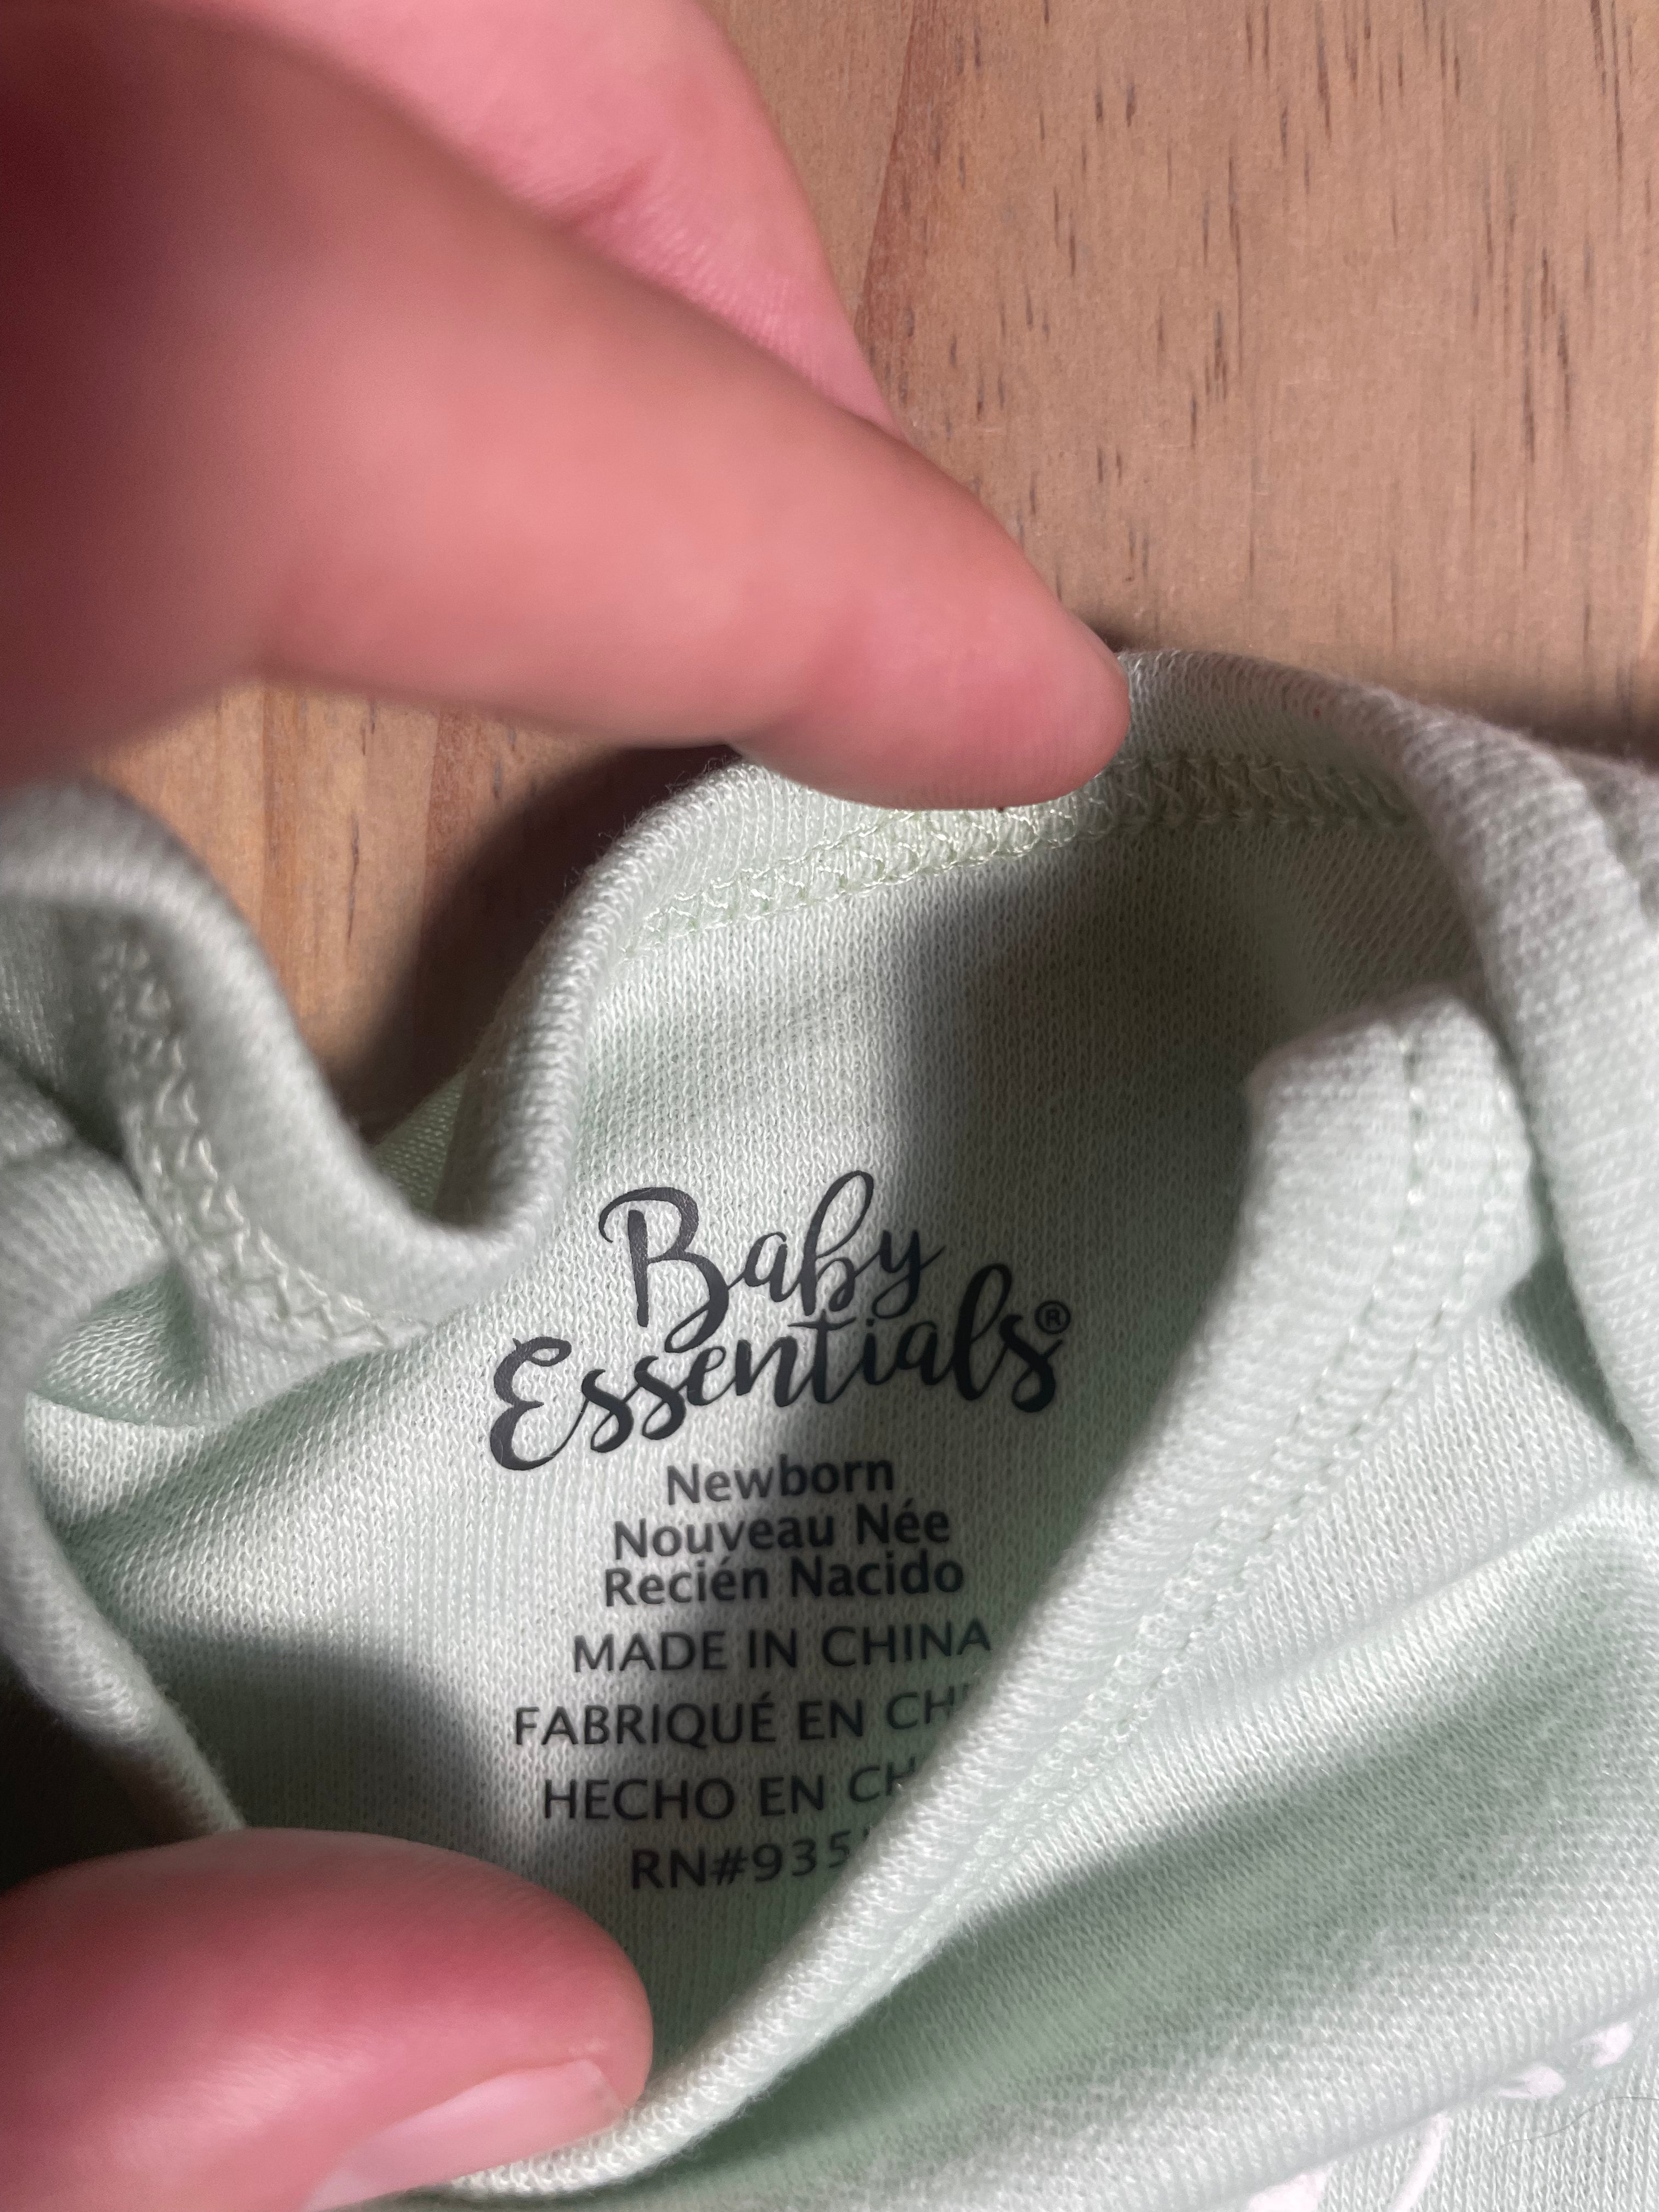 Baby
Essentials®
Newborn
Nouveau Née
Recién Nacido
MADE IN CHINA
FABRIQUÉ EN
HECHO EN